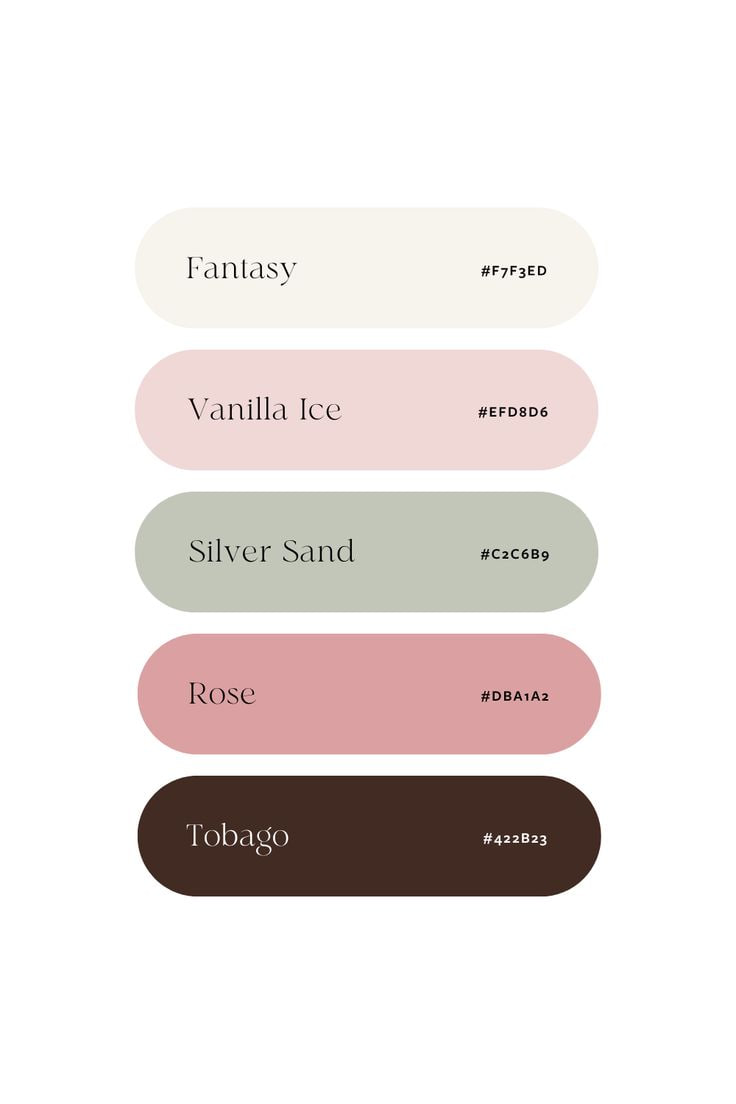 Fantasy #F7F3ED
Vanilla Ice #EFD8D6
Silver Sand #C2C6B9
Rose #DBA1A2
Tobago #422B23